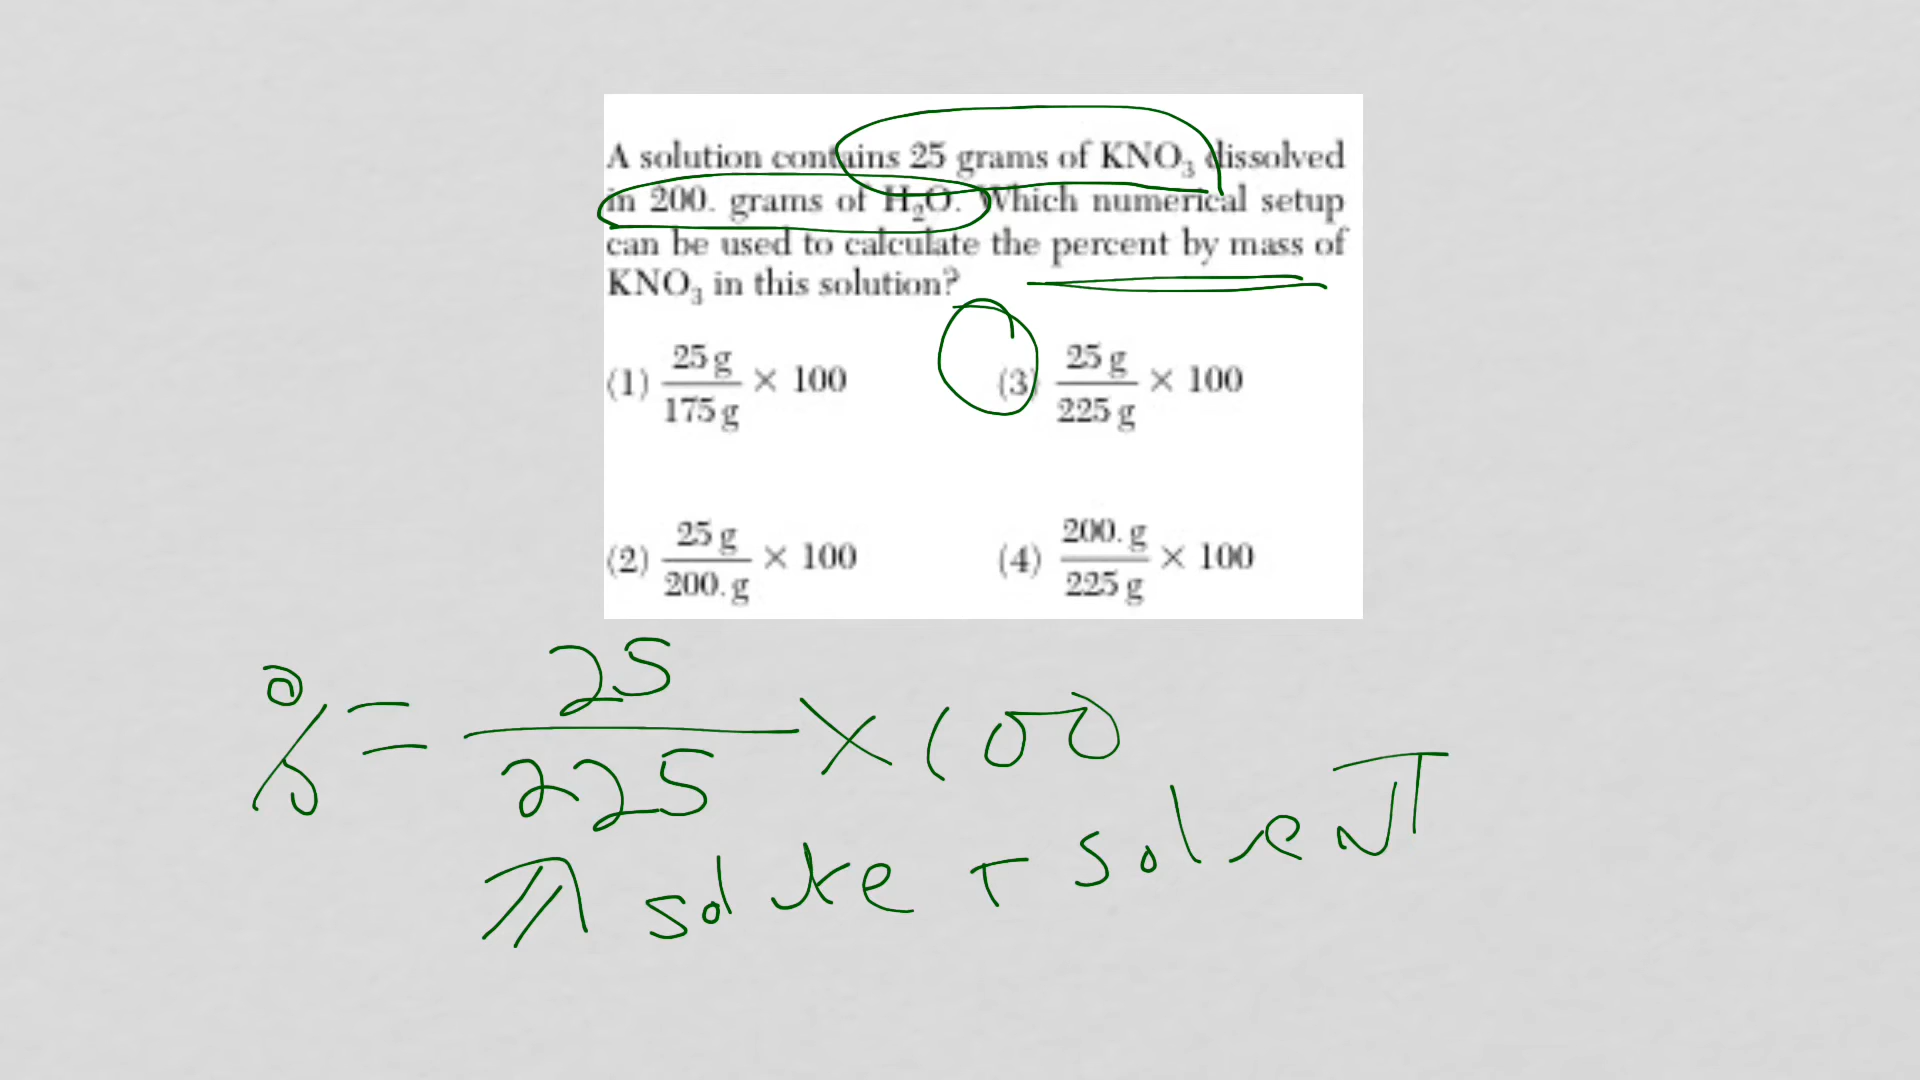 A solution contains 25 grams of KNO₃ dissolved
in 200. grams of H₂O. Which numerical setup
can be used to calculate the percent by mass of
KNO₃ in this solution?
(1) 25 g / 175 g × 100
(3) 25 g / 225 g × 100
(2) 25 g / 200. g × 100
(4) 200. g / 225 g × 100
% = 25 / 225 × 100
solute + solvent